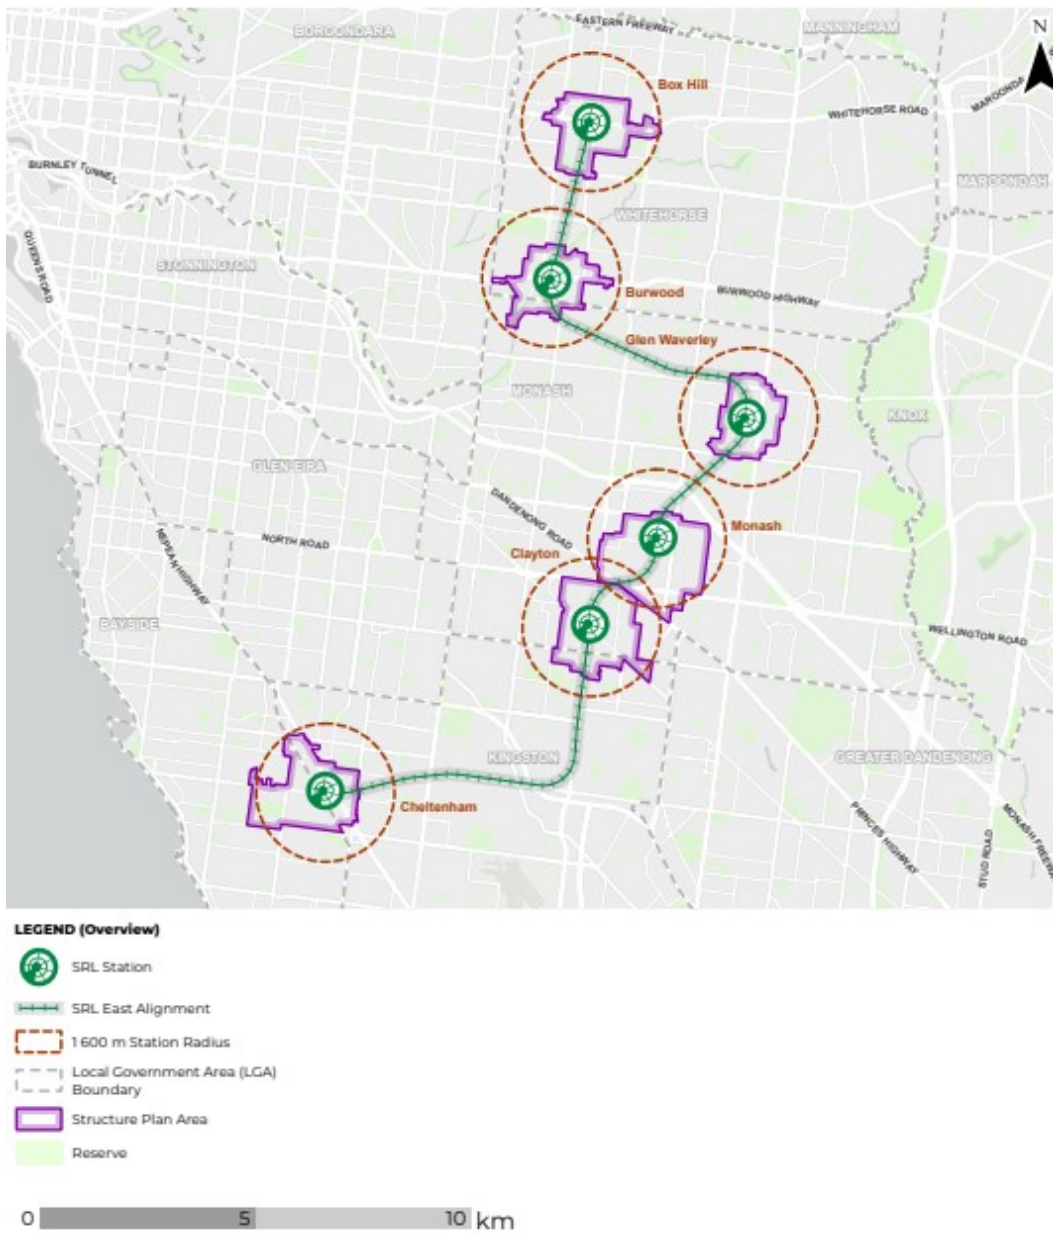 EASTERN FREEWAY
MANNINGHAM
BOROONDARA
N
Box Hill
WHITEHORSE ROAD
BURNLEY TUNNEL
MAROONDAH
WHITEHORSE
QUEENS ROAD
STONNINGTON
Burwood
BURWOOD HIGHWAY
Glen Waverley
MONASH
KNOX
GLEN EIRA
DANDENONG ROAD
Monash
NORTH ROAD
Clayton
NEPEAN HIGHWAY
BAYSIDE
WELLINGTON ROAD
KINGSTON
GREATER DANDENONG
Cheltenham
PRINCES HIGHWAY
STUD ROAD
LEGEND (Overview)
SRL Station
SRL East Alignment
1 600 m Station Radius
Local Government Area (LGA)
Boundary
Structure Plan Area
Reserve
0 5 10 km